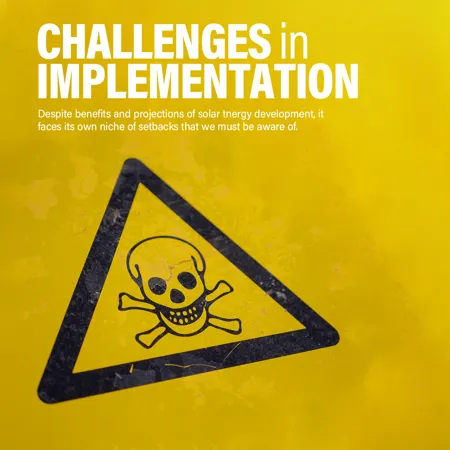 CHALLENGES in
IMPLEMENTATION
Despite benefits and projections of solar tnergy development, it
faces its own niche of setbacks that we must be aware of.